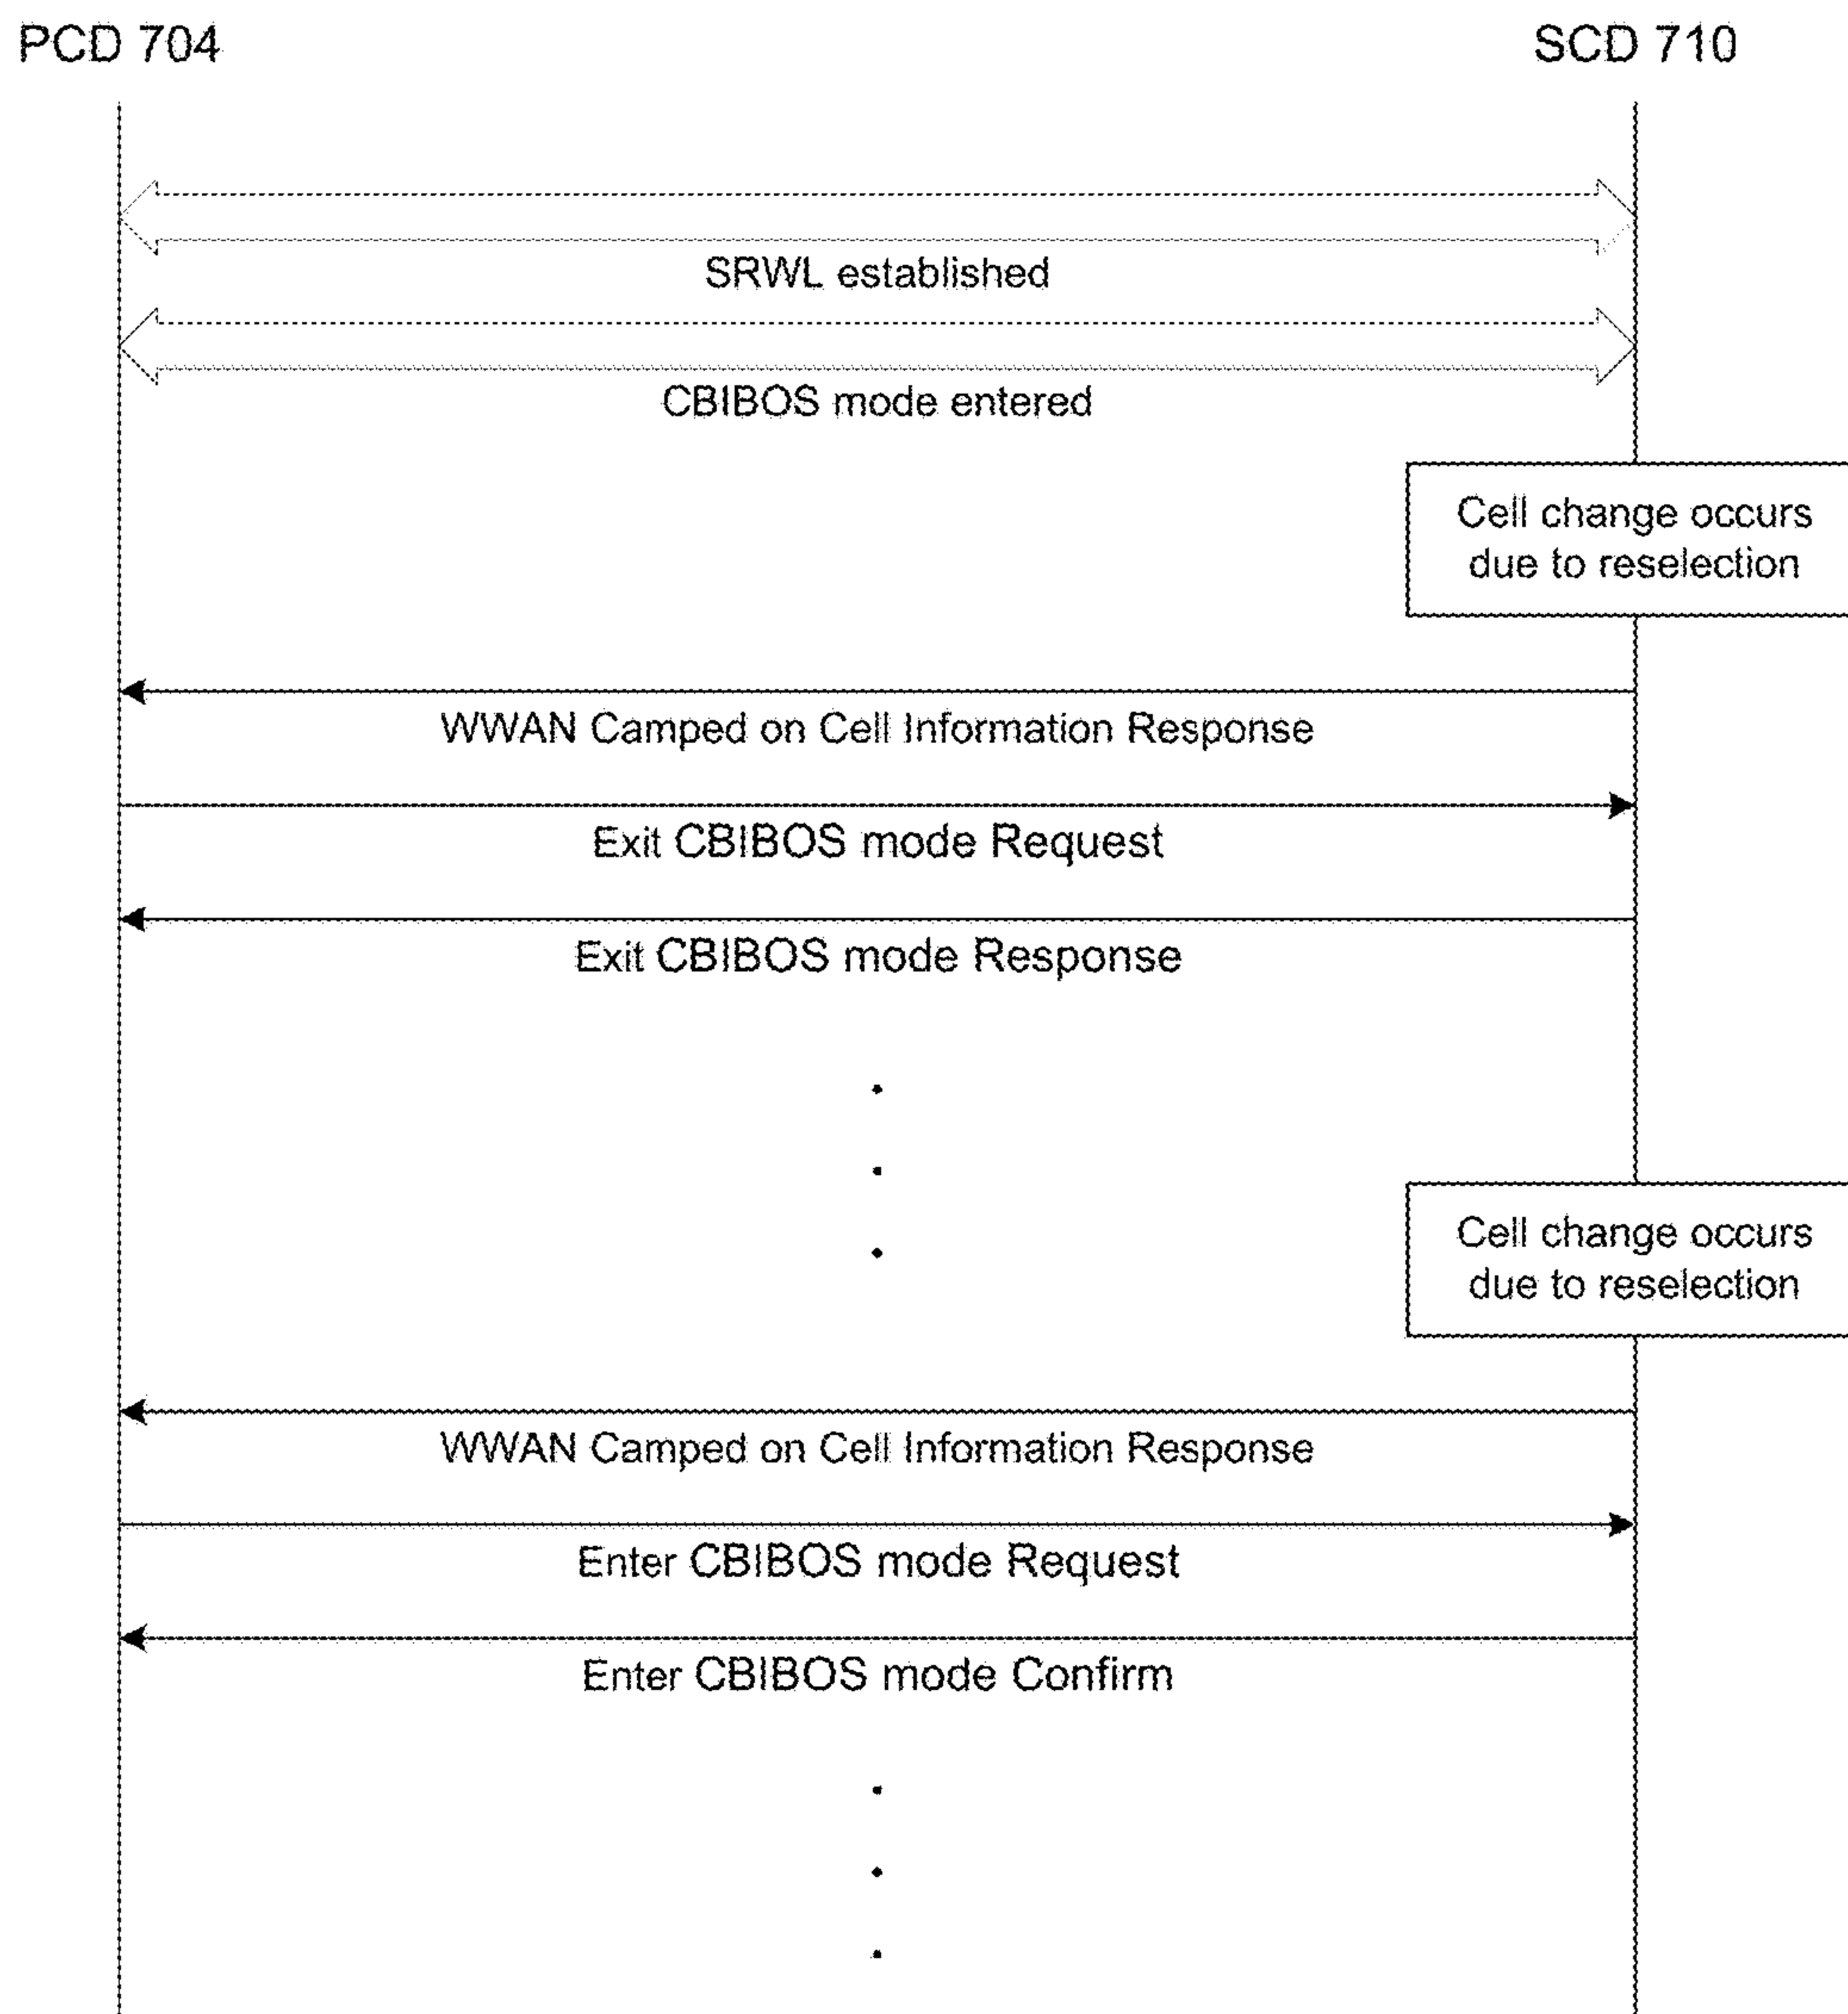 PCD 704
SCD 710
SRWL established
CBIBOS mode entered
Cell change occurs
due to reselection
WWAN Camped on Cell Information Response
Exit CBIBOS mode Request
Exit CBIBOS mode Response
Cell change occurs
due to reselection
WWAN Camped on Cell Information Response
Enter CBIBOS mode Request
Enter CBIBOS mode Confirm